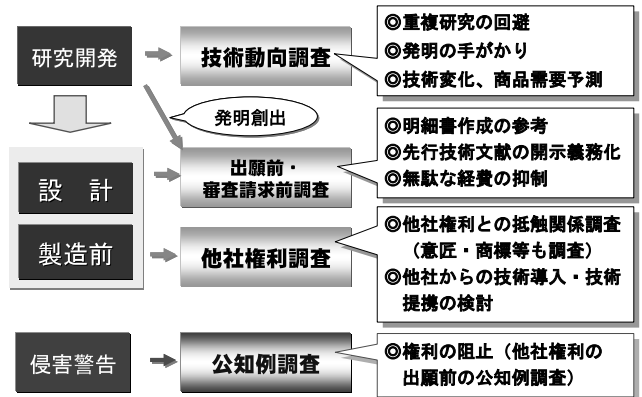 研究開発
技術動向調査
◎重複研究の回避
◎発明の手がかり
◎技術変化、商品需要予測
発明創出
設 計
出願前・
審査請求前調査
◎明細書作成の参考
◎先行技術文献の開示義務化
◎無駄な経費の抑制
製造前
他社権利調査
◎他社権利との抵触関係調査
（意匠・商標等も調査）
◎他社からの技術導入・技術
提携の検討
侵害警告
公知例調査
◎権利の阻止（他社権利の
出願前の公知例調査）